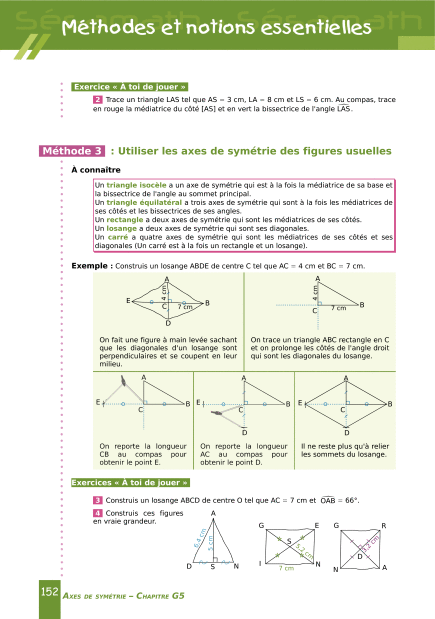 Sésamath Sésamath
Méthodes et notions essentielles
Exercice « À toi de jouer »
2 Trace un triangle LAS tel que AS = 3 cm, LA = 8 cm et LS = 6 cm. Au compas, trace
en rouge la médiatrice du côté [AS] et en vert la bissectrice de l'angle LAS.
Méthode 3 : Utiliser les axes de symétrie des figures usuelles
À connaître
Un triangle isocèle a un axe de symétrie qui est à la fois la médiatrice de sa base et
la bissectrice de l'angle au sommet principal.
Un triangle équilatéral a trois axes de symétrie qui sont à la fois les médiatrices de
ses côtés et les bissectrices de ses angles.
Un rectangle a deux axes de symétrie qui sont les médiatrices de ses côtés.
Un losange a deux axes de symétrie qui sont ses diagonales.
Un carré a quatre axes de symétrie qui sont les médiatrices de ses côtés et ses
diagonales (Un carré est à la fois un rectangle et un losange).
Exemple : Construis un losange ABDE de centre C tel que AC = 4 cm et BC = 7 cm.
A
4 cm
E
C
7 cm
B
D
A
4 cm
C
7 cm
B
On fait une figure à main levée sachant
que les diagonales d'un losange sont
perpendiculaires et se coupent en leur
milieu.
On trace un triangle ABC rectangle en C
et on prolonge les côtés de l'angle droit
qui sont les diagonales du losange.
A
E
C
B
A
E
C
B
D
A
E
C
B
D
On reporte la longueur
CB au compas pour
obtenir le point E.
On reporte la longueur
AC au compas pour
obtenir le point D.
Il ne reste plus qu'à relier
les sommets du losange.
Exercices « À toi de jouer »
3 Construis un losange ABCD de centre O tel que AC = 7 cm et OAB = 66°.
4 Construis ces figures
en vraie grandeur.
A
5,4 cm
5 cm
D
S
N
G
E
S
5,2 cm
I
7 cm
N
G
R
D
N
A
152 AXES DE SYMÉTRIE – CHAPITRE G5